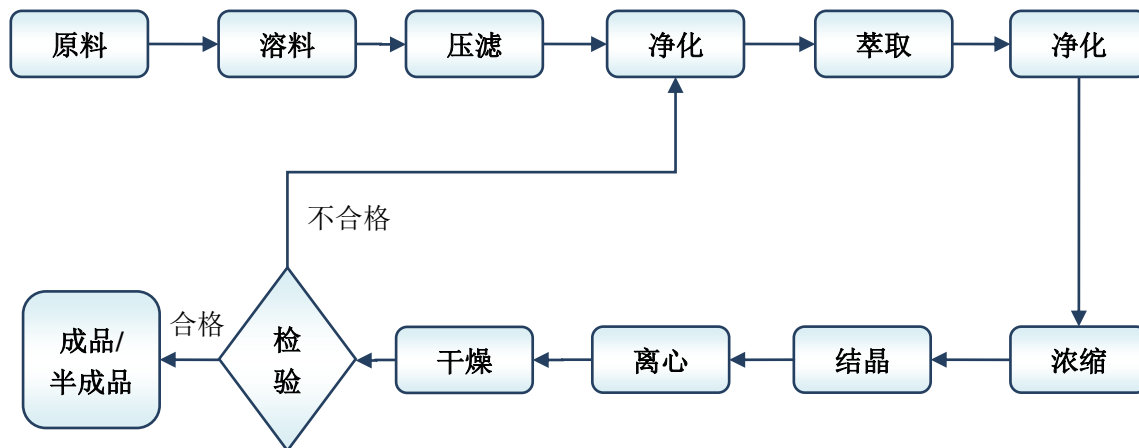 原料
溶料
压滤
净化
萃取
净化
不合格
成品/
半成品
合格
检
验
干燥
离心
结晶
浓缩